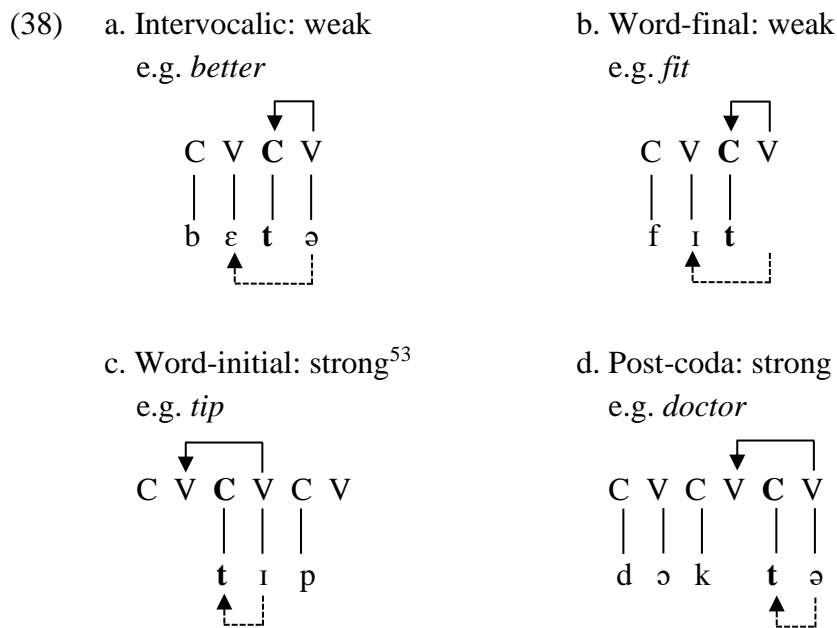 (38) a. Intervocalic: weak b. Word-final: weak
e.g. better e.g. fit
C V C V C V C V
b ɛ t ə f ɪ t
c. Word-initial: strong53 d. Post-coda: strong
e.g. tip e.g. doctor
C V C V C V C V C V C V
t ɪ p d ɔ k t ə